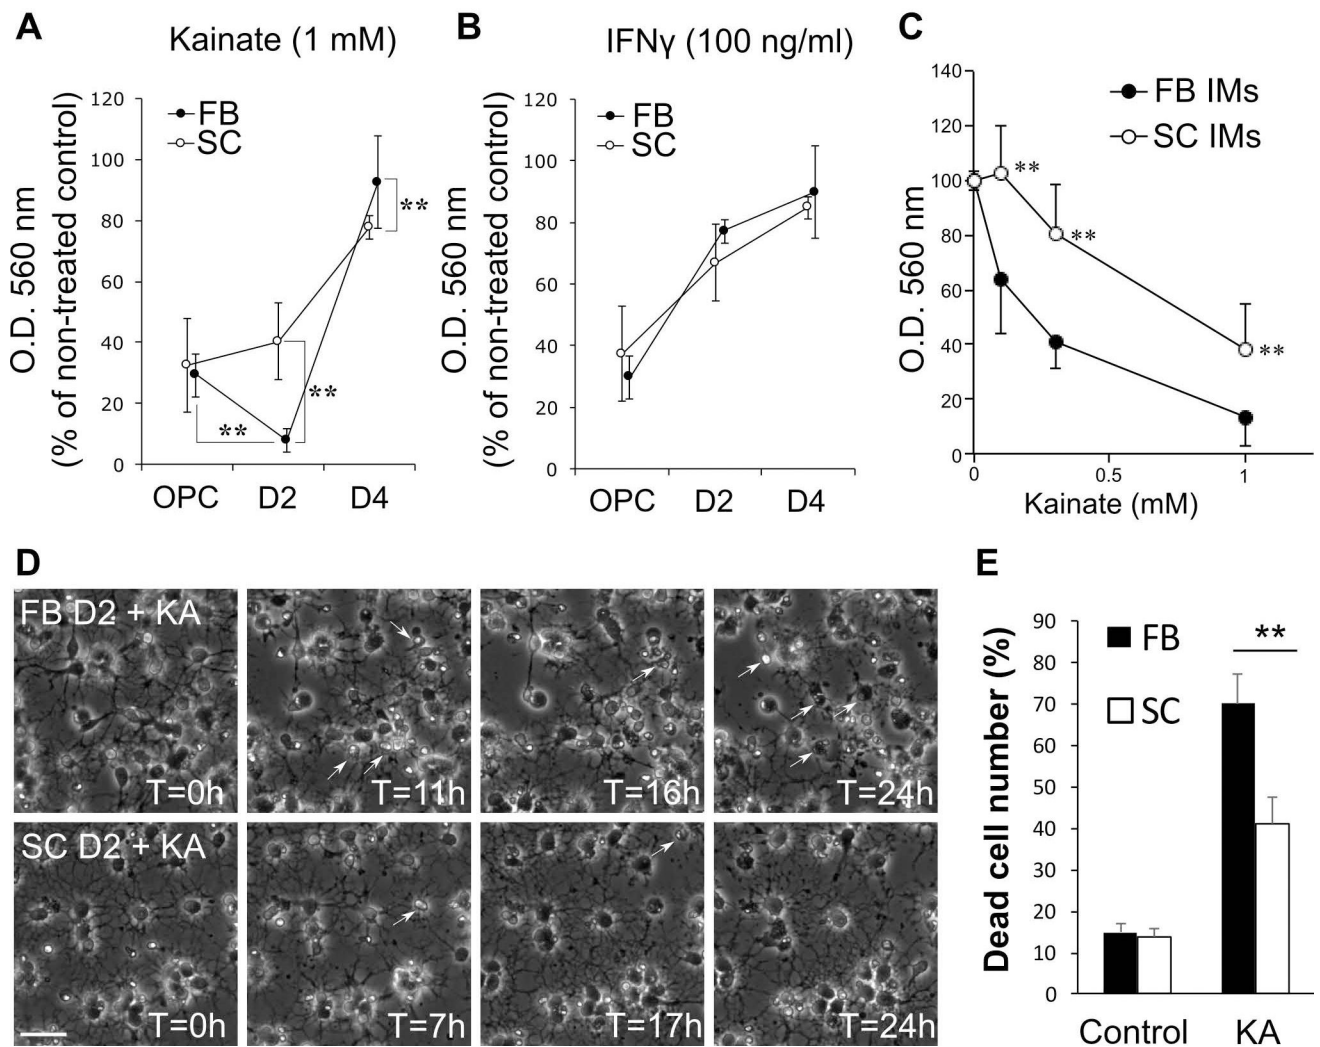 A
Kainate (1 mM)
O.D. 560 nm
(% of non-treated control)
120
100
80
60
40
20
0
FB
SC
**
**
**
OPC
D2
D4
B
IFNγ (100 ng/ml)
O.D. 560 nm
(% of non-treated control)
120
100
80
60
40
20
0
FB
SC
OPC
D2
D4
C
O.D. 560 nm
140
120
100
80
60
40
20
0
FB IMs
SC IMs
**
**
**
0
0.5
1
Kainate (mM)
D
FB D2 + KA
T=0h
T=11h
T=16h
T=24h
SC D2 + KA
T=0h
T=7h
T=17h
T=24h
E
Dead cell number (%)
90
80
70
60
50
40
30
20
10
0
FB
SC
**
Control
KA